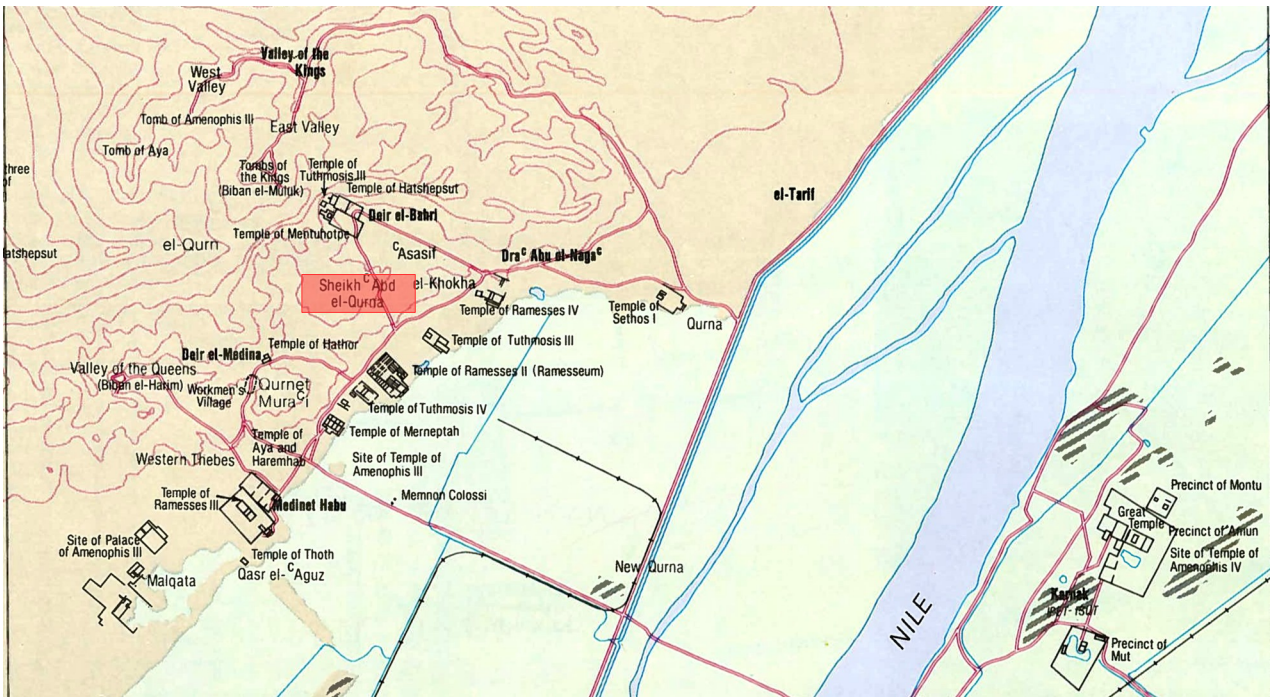 Valley of the
Kings
West
Valley
Tomb of Amenophis III
East Valley
Tomb of Aya
Tombs of
the Kings
(Biban el-Muluk)
Temple of
Tuthmosis III
Temple of Hatshepsut
three
of
el-Tarif
Deir el-Bahri
Temple of Mentuhotpe
el-Qurn
atshepsut
ᶜAsasif
Draᶜ Abu el-Nagaᶜ
Sheikh ᶜAbd
el-Qurna
el-Khokha
Temple of Ramesses IV
Temple of
Sethos I
Qurna
Temple of Tuthmosis III
Temple of Hathor
Deir el-Medina
Valley of the Queens
(Biban el-Harim)
Workmen's
Village
Qurnet
Muraᶜi
Temple of Ramesses II (Ramesseum)
Temple of Tuthmosis IV
Temple of Merneptah
Temple of
Aya and
Haremhab
Western Thebes
Site of Temple of
Amenophis III
Memnon Colossi
Temple of
Ramesses III
Medinet Habu
Site of Palace
of Amenophis III
Temple of Thoth
Qasr el-ᶜAguz
Malqata
New Qurna
NILE
Precinct of Montu
Great
Temple
Precinct of Amun
Site of Temple of
Amenophis IV
Karnak
IPET-ISUT
Precinct of
Mut